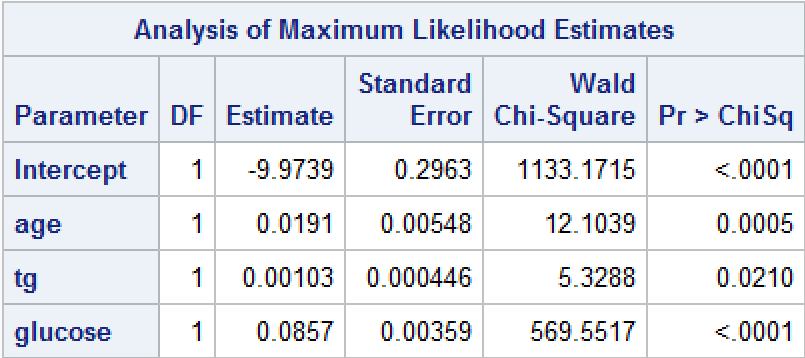 Analysis of Maximum Likelihood Estimates
Parameter DF Estimate Standard Error Wald Chi-Square Pr > ChiSq
Intercept 1 -9.9739 0.2963 1133.1715 <.0001
age 1 0.0191 0.00548 12.1039 0.0005
tg 1 0.00103 0.000446 5.3288 0.0210
glucose 1 0.0857 0.00359 569.5517 <.0001